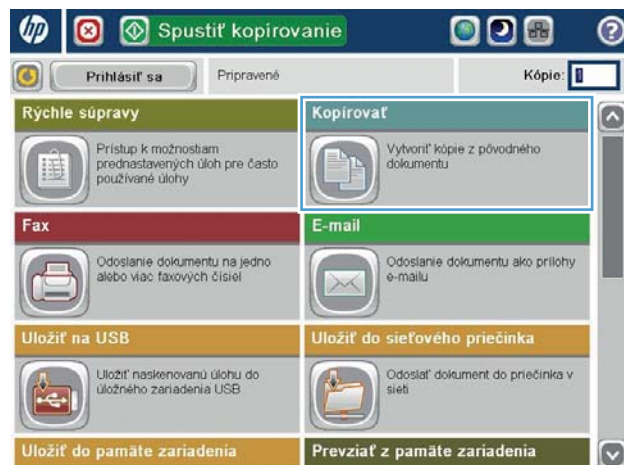 hp
Spustiť kopírovanie
?
Prihlásiť sa
Pripravené
Kópie: 1
Rýchle súpravy
Prístup k možnostiam
prednastavených úloh pre často
používané úlohy
Kopírovať
Vytvoriť kópie z pôvodného
dokumentu
Fax
Odoslanie dokumentu na jedno
alebo viac faxových čísiel
E-mail
Odoslanie dokumentu ako prílohy
e-mailu
Uložiť na USB
Uložiť naskenovanú úlohu do
úložného zariadenia USB
Uložiť do sieťového priečinka
Odoslať dokument do priečinka v
sieti
Uložiť do pamäte zariadenia
Prevziať z pamäte zariadenia